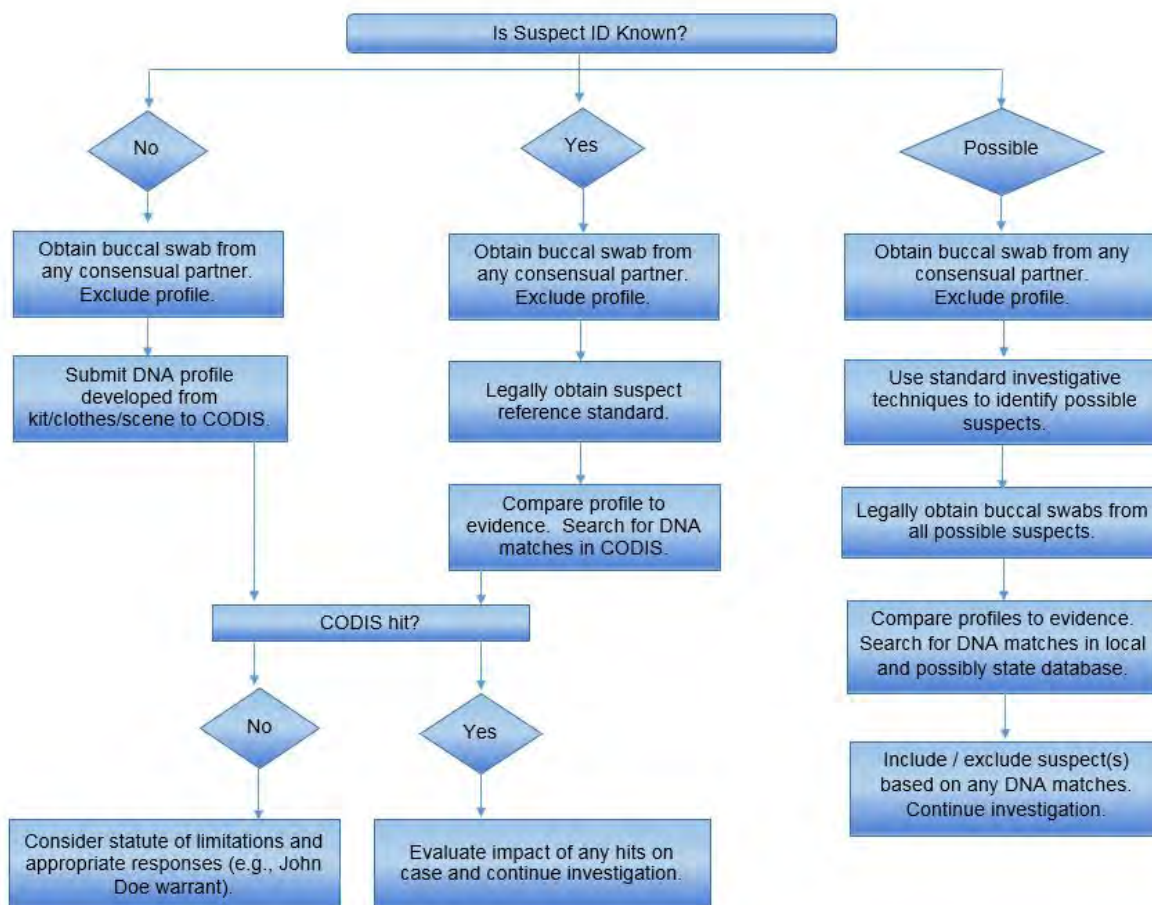 Is Suspect ID Known?
No
Yes
Possible
Obtain buccal swab from
any consensual partner.
Exclude profile.
Obtain buccal swab from
any consensual partner.
Exclude profile.
Obtain buccal swab from any
consensual partner.
Exclude profile.
Submit DNA profile
developed from
kit/clothes/scene to CODIS.
Legally obtain suspect
reference standard.
Use standard investigative
techniques to identify possible
suspects.
Compare profile to
evidence. Search for DNA
matches in CODIS.
Legally obtain buccal swabs from
all possible suspects.
CODIS hit?
Compare profiles to evidence.
Search for DNA matches in local
and possibly state database.
No
Yes
Include / exclude suspect(s)
based on any DNA matches.
Continue investigation.
Consider statute of limitations and
appropriate responses (e.g., John
Doe warrant).
Evaluate impact of any hits on
case and continue investigation.